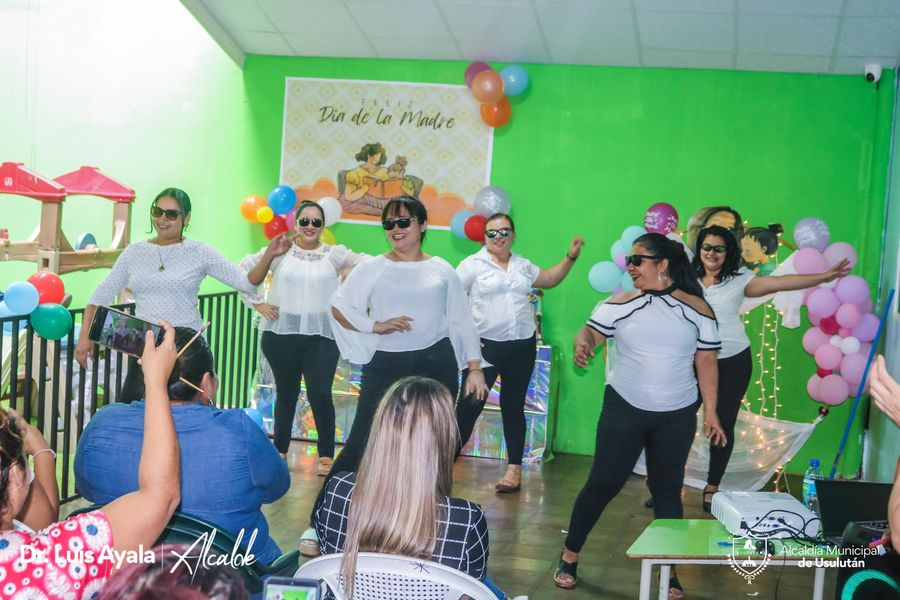 FELIZ
Día de la Madre
Dr. Luis Ayala
Alcalde
Alcaldía Municipal
de Usulután